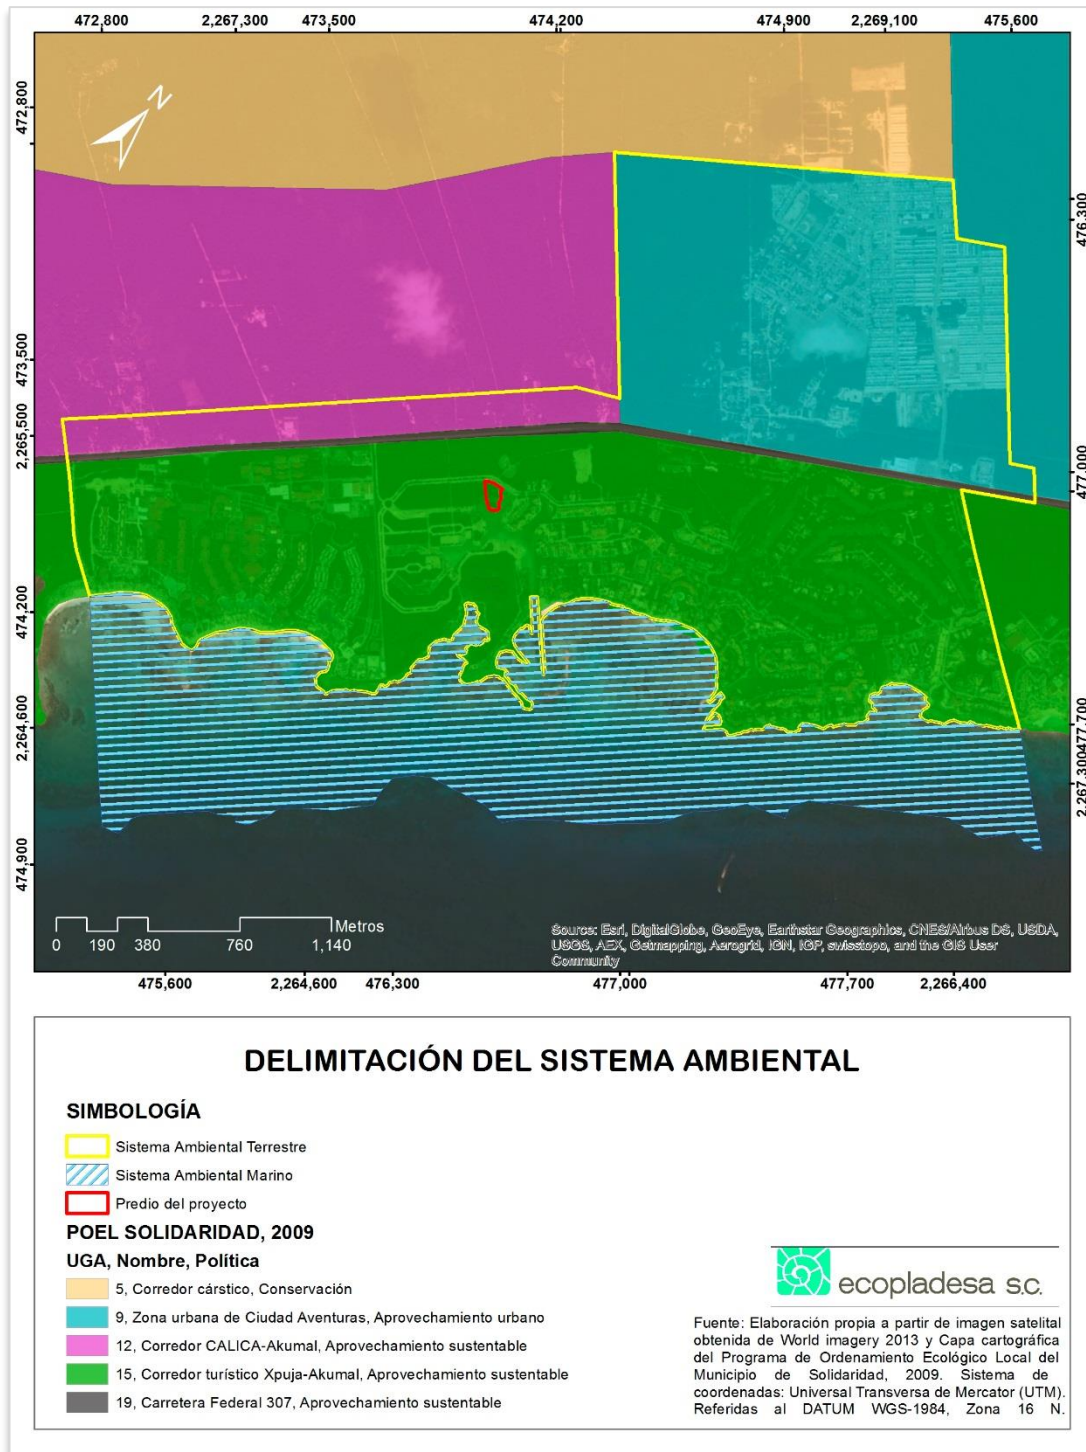 472,800 2,267,300 473,500 474,200 474,900 2,269,100 475,600
472,800
473,500
2,265,500
474,200
2,264,600
474,900
476,300
477,000
477,700
2,267,300
N
Metros
0 190 380 760 1,140
Source: Esri, DigitalGlobe, GeoEye, Earthstar Geographics, CNES/Airbus DS, USDA,
USGS, AEX, Getmapping, Aerogrid, IGN, IGP, swisstopo, and the GIS User
Community
475,600 2,264,600 476,300 477,000 477,700 2,266,400
DELIMITACIÓN DEL SISTEMA AMBIENTAL
SIMBOLOGÍA
Sistema Ambiental Terrestre
Sistema Ambiental Marino
Predio del proyecto
POEL SOLIDARIDAD, 2009
UGA, Nombre, Política
5, Corredor cárstico, Conservación
9, Zona urbana de Ciudad Aventuras, Aprovechamiento urbano
12, Corredor CALICA-Akumal, Aprovechamiento sustentable
15, Corredor turístico Xpuja-Akumal, Aprovechamiento sustentable
19, Carretera Federal 307, Aprovechamiento sustentable
ecopladesa s.c.
Fuente: Elaboración propia a partir de imagen satelital
obtenida de World imagery 2013 y Capa cartográfica
del Programa de Ordenamiento Ecológico Local del
Municipio de Solidaridad, 2009. Sistema de
coordenadas: Universal Transversa de Mercator (UTM).
Referidas al DATUM WGS-1984, Zona 16 N.